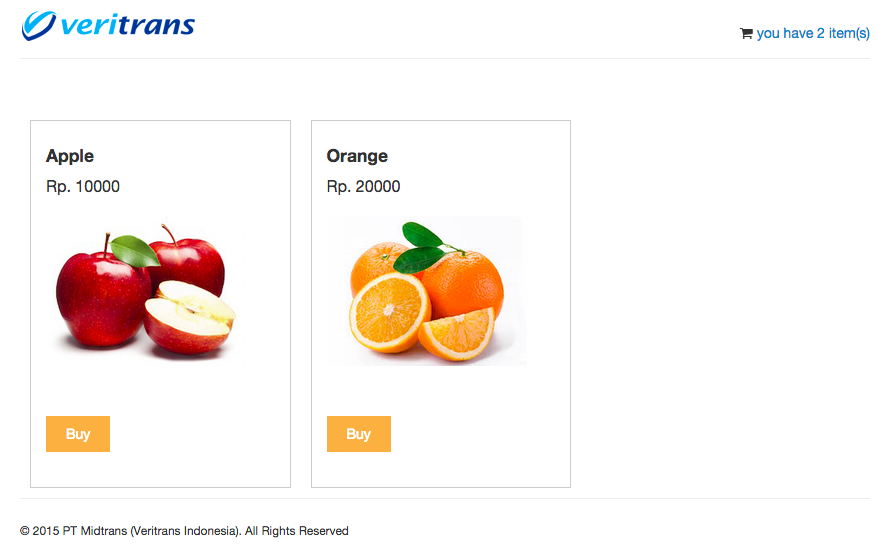 veritrans
you have 2 item(s)
Apple
Rp. 10000
Orange
Rp. 20000
Buy
Buy
© 2015 PT Midtrans (Veritrans Indonesia). All Rights Reserved